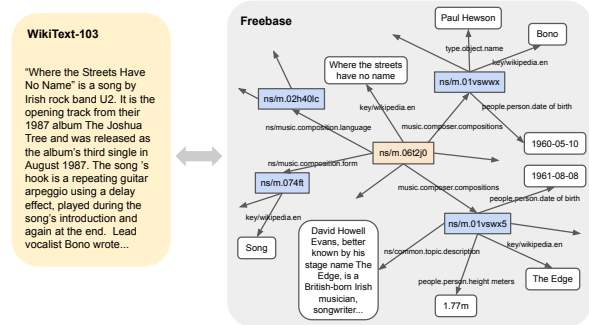 WikiText-103
“Where the Streets Have
No Name” is a song by
Irish rock band U2. It is the
opening track from their
1987 album The Joshua
Tree and was released as
the album’s third single in
August 1987. The song ’s
hook is a repeating guitar
arpeggio using a delay
effect, played during the
song’s introduction and
again at the end.  Lead
vocalist Bono wrote...
Freebase
Paul Hewson
Bono
type.object.name
key/wikipedia.en
Where the streets
have no name
ns/m.01vswwx
ns/m.02h40lc
key/wikipedia.en
people.person.date of birth
ns/music.composition.language
music.composer.compositions
1960-05-10
ns/m.06t2j0
ns/music.composition.form
1961-08-08
ns/m.074ft
music.composer.compositions
people.person.date of birth
key/wikipedia.en
ns/m.01vswx5
Song
David Howell
Evans, better
known by his
stage name The
Edge, is a
British-born Irish
musician,
songwriter...
ns/common.topic.description
key/wikipedia.en
people.person.height meters
The Edge
1.77m